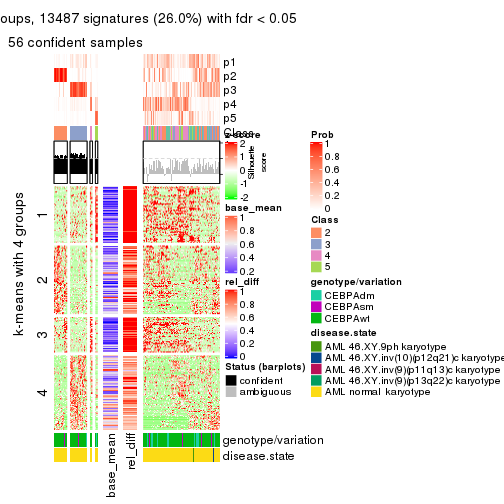 oups, 13487 signatures (26.0%) with fdr < 0.05
56 confident samples
p1
p2
p3
p4
p5
Class
z-score
2
1
0
-1
-2
Silhouette
score
base_mean
1
0.8
0.6
0.4
0.2
rel_diff
1
0.8
0.6
0.4
0.2
0
Status (barplots)
confident
ambiguous
Prob
1
0.8
0.6
0.4
0.2
0
Class
2
3
4
5
genotype/variation
CEBPAdm
CEBPAsm
CEBPAwt
disease.state
AML 46.XY.9ph karyotype
AML 46.XY.inv(10)(p12q21)c karyotype
AML 46.XY.inv(9)(p11q13)c karyotype
AML 46.XY.inv(9)(p13q22)c karyotype
AML normal karyotype
k-means with 4 groups
1
2
3
4
genotype/variation
disease.state
base_mean
rel_diff